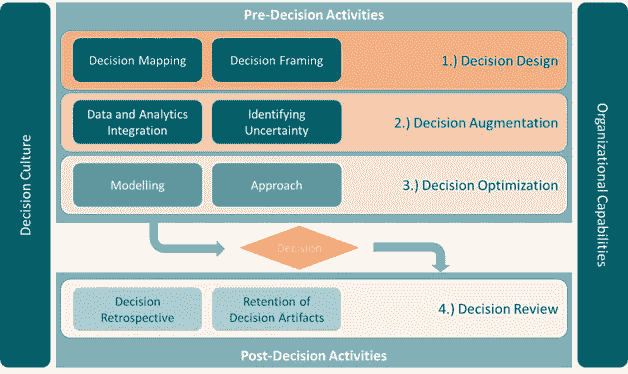 Pre-Decision Activities
Decision Culture
Decision Mapping
Decision Framing
1.) Decision Design
Data and Analytics
Integration
Identifying
Uncertainty
2.) Decision Augmentation
Modelling
Approach
3.) Decision Optimization
Organizational Capabilities
Decision
Decision
Retrospective
Retention of
Decision Artifacts
4.) Decision Review
Post-Decision Activities